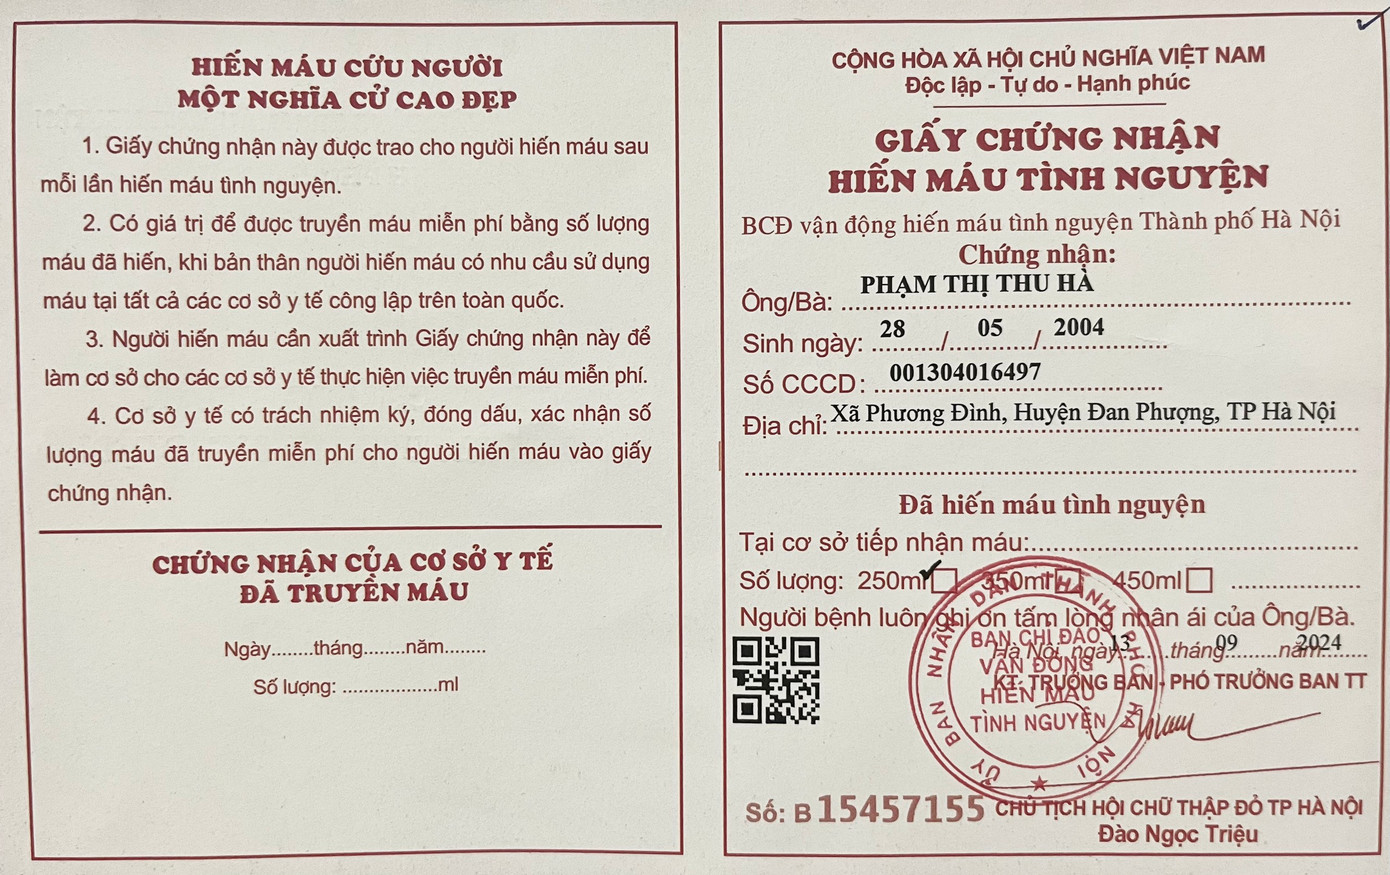 HIẾN MÁU CỨU NGƯỜI
MỘT NGHĨA CỬ CAO ĐẸP
1. Giấy chứng nhận này được trao cho người hiến máu sau
mỗi lần hiến máu tình nguyện.
2. Có giá trị để được truyền máu miễn phí bằng số lượng
máu đã hiến, khi bản thân người hiến máu có nhu cầu sử dụng
máu tại tất cả các cơ sở y tế công lập trên toàn quốc.
3. Người hiến máu cần xuất trình Giấy chứng nhận này để
làm cơ sở cho các cơ sở y tế thực hiện việc truyền máu miễn phí.
4. Cơ sở y tế có trách nhiệm ký, đóng dấu, xác nhận số
lượng máu đã truyền miễn phí cho người hiến máu vào giấy
chứng nhận.
CHỨNG NHẬN CỦA CƠ SỞ Y TẾ
ĐÃ TRUYỀN MÁU
Ngày........tháng........năm........
Số lượng: ..................ml
CỘNG HÒA XÃ HỘI CHỦ NGHĨA VIỆT NAM
Độc lập - Tự do - Hạnh phúc
GIẤY CHỨNG NHẬN
HIẾN MÁU TÌNH NGUYỆN
BCĐ vận động hiến máu tình nguyện Thành phố Hà Nội
Chứng nhận:
Ông/Bà: PHẠM THỊ THU HÀ
Sinh ngày: 28 / 05 / 2004
Số CCCD: 001304016497
Địa chỉ: Xã Phương Đình, Huyện Đan Phượng, TP Hà Nội
Đã hiến máu tình nguyện
Tại cơ sở tiếp nhận máu:
Số lượng: 250ml 350ml 450ml
Người bệnh luôn ghi ơn tấm lòng nhân ái của Ông/Bà.
Hà Nội, ngày 13 tháng 09 năm 2024
KT. TRƯỞNG BAN - PHÓ TRƯỞNG BAN TT
ỦY BAN NHÂN DÂN THÀNH PHỐ HÀ NỘI
BAN CHỈ ĐẠO
VẬN ĐỘNG
HIẾN MÁU
TÌNH NGUYỆN
Số: B 15457155
CHỦ TỊCH HỘI CHỮ THẬP ĐỎ TP HÀ NỘI
Đào Ngọc Triệu